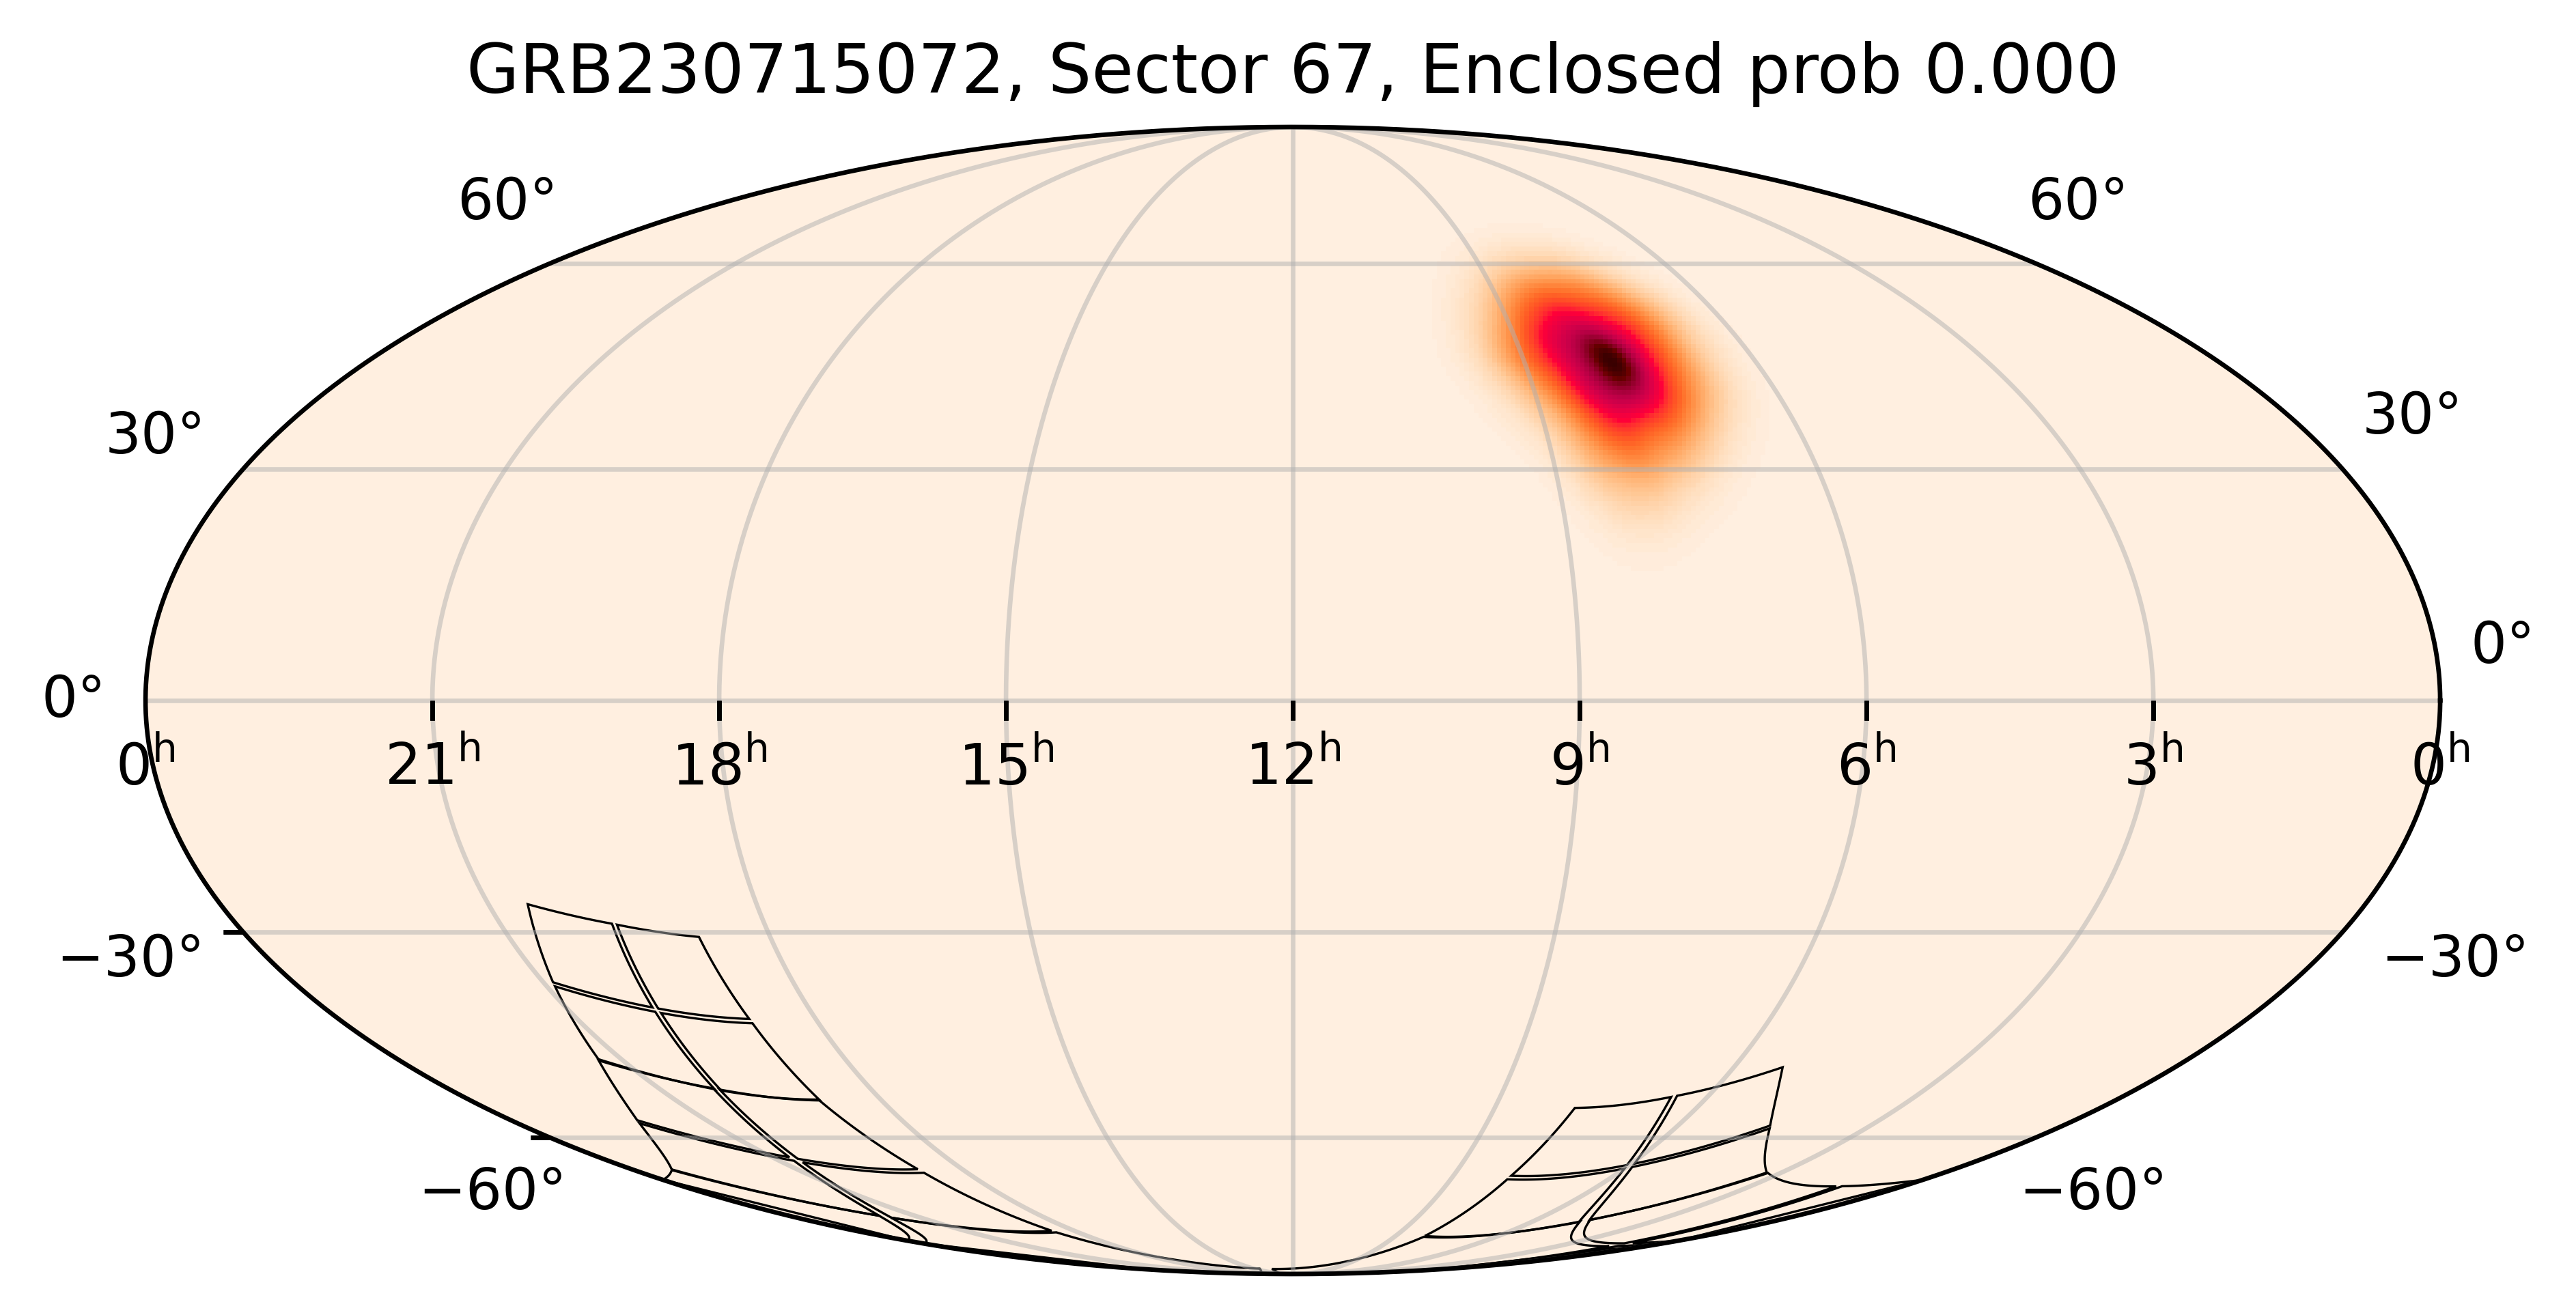 GRB230715072, Sector 67, Enclosed prob 0.000
60° 60°
30° 30°
0° 0°
0ʰ 21ʰ 18ʰ 15ʰ 12ʰ 9ʰ 6ʰ 3ʰ 0ʰ
−30° −30°
−60° −60°